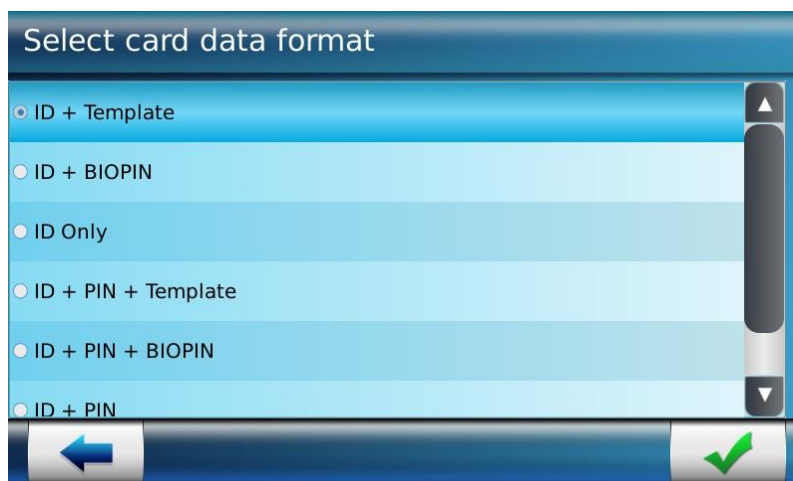 Select card data format
ID + Template
ID + BIOPIN
ID Only
ID + PIN + Template
ID + PIN + BIOPIN
ID + PIN